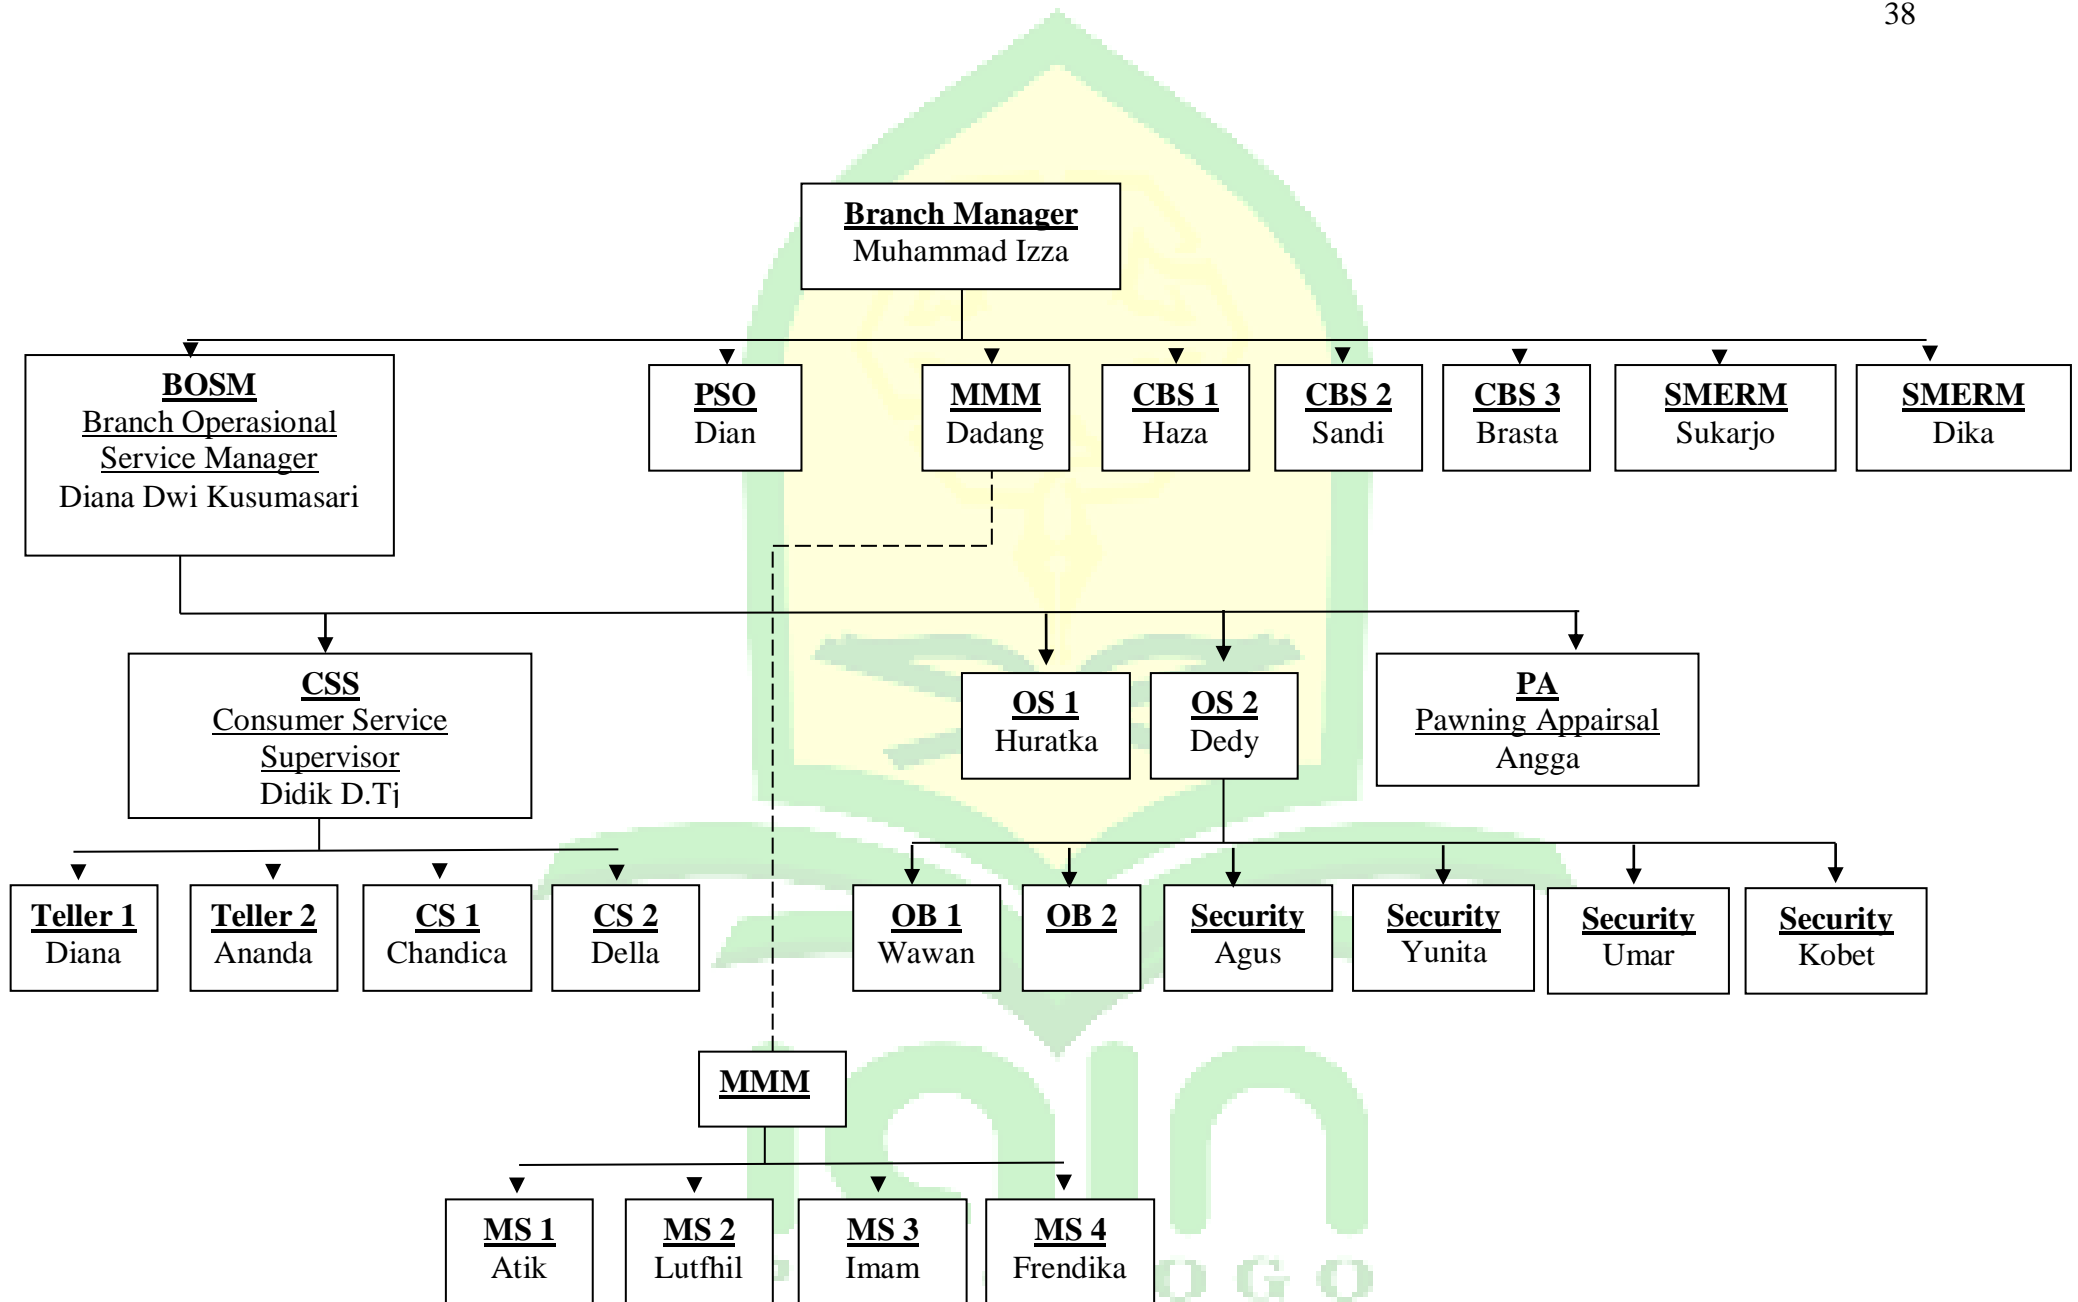 38
Branch Manager
Muhammad Izza
BOSM
Branch Operasional
Service Manager
Diana Dwi Kusumasari
PSO
Dian
MMM
Dadang
CBS 1
Haza
CBS 2
Sandi
CBS 3
Brasta
SMERM
Sukarjo
SMERM
Dika
CSS
Consumer Service
Supervisor
Didik D.Tj
OS 1
Huratka
OS 2
Dedy
PA
Pawning Appairsal
Angga
Teller 1
Diana
Teller 2
Ananda
CS 1
Chandica
CS 2
Della
OB 1
Wawan
OB 2
Security
Agus
Security
Yunita
Security
Umar
Security
Kobet
MMM
MS 1
Atik
MS 2
Lutfhil
MS 3
Imam
MS 4
Frendika
iain